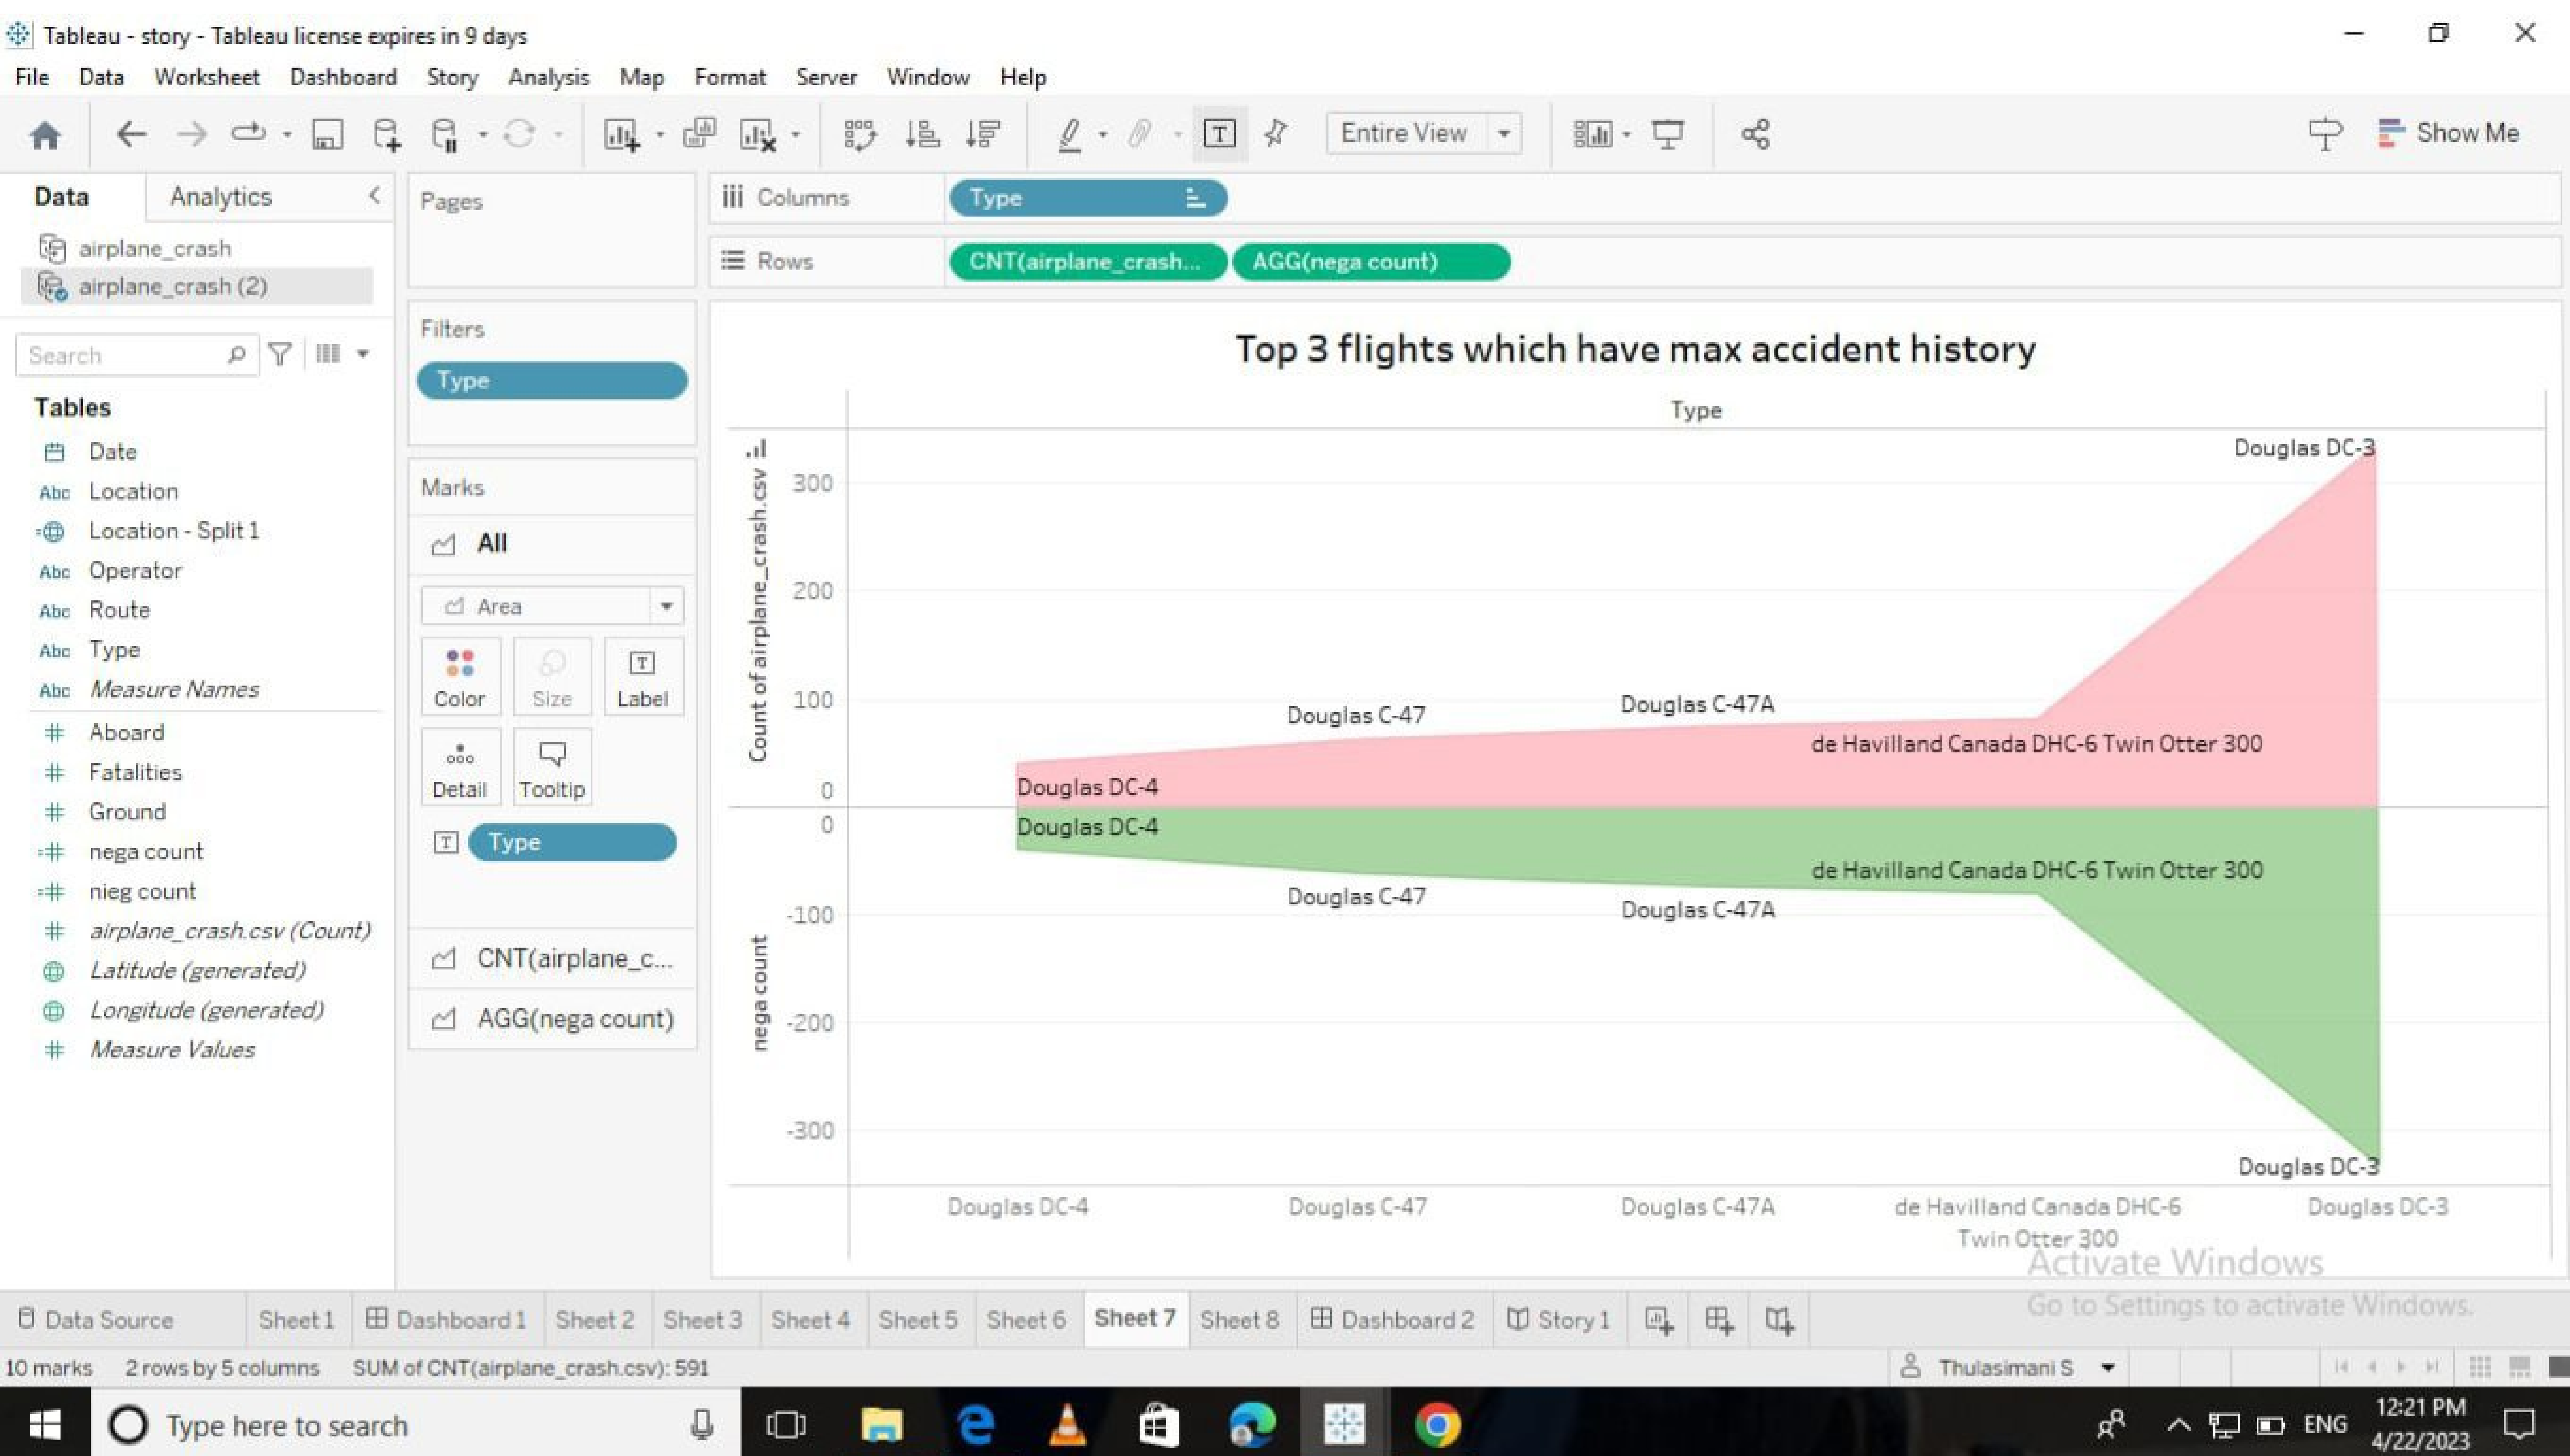 Tableau - story - Tableau license expires in 9 days
File Data Worksheet Dashboard Story Analysis Map Format Server Window Help
Entire View
Show Me
Data Analytics
airplane_crash
airplane_crash (2)
Search
Tables
Date
Abc Location
Location - Split 1
Abc Operator
Abc Route
Abc Type
Abc Measure Names
# Aboard
# Fatalities
# Ground
=# nega count
=# nieg count
# airplane_crash.csv (Count)
Latitude (generated)
Longitude (generated)
# Measure Values
Pages
Filters
Type
Marks
All
Area
Color Size Label
Detail Tooltip
Type
CNT(airplane_c...
AGG(nega count)
Columns Type
Rows CNT(airplane_crash... AGG(nega count)
Top 3 flights which have max accident history
Type
Count of airplane_crash.csv
300
200
100
0
Douglas DC-3
Douglas C-47A
Douglas C-47
de Havilland Canada DHC-6 Twin Otter 300
Douglas DC-4
nega count
0
-100
-200
-300
Douglas DC-4
de Havilland Canada DHC-6 Twin Otter 300
Douglas C-47
Douglas C-47A
Douglas DC-3
Douglas DC-4 Douglas C-47 Douglas C-47A de Havilland Canada DHC-6 Douglas DC-3
Twin Otter 300
Activate Windows
Go to Settings to activate Windows.
Data Source Sheet 1 Dashboard 1 Sheet 2 Sheet 3 Sheet 4 Sheet 5 Sheet 6 Sheet 7 Sheet 8 Dashboard 2 Story 1
10 marks 2 rows by 5 columns SUM of CNT(airplane_crash.csv): 591
Thulasimani S
Type here to search
ENG
12:21 PM
4/22/2023